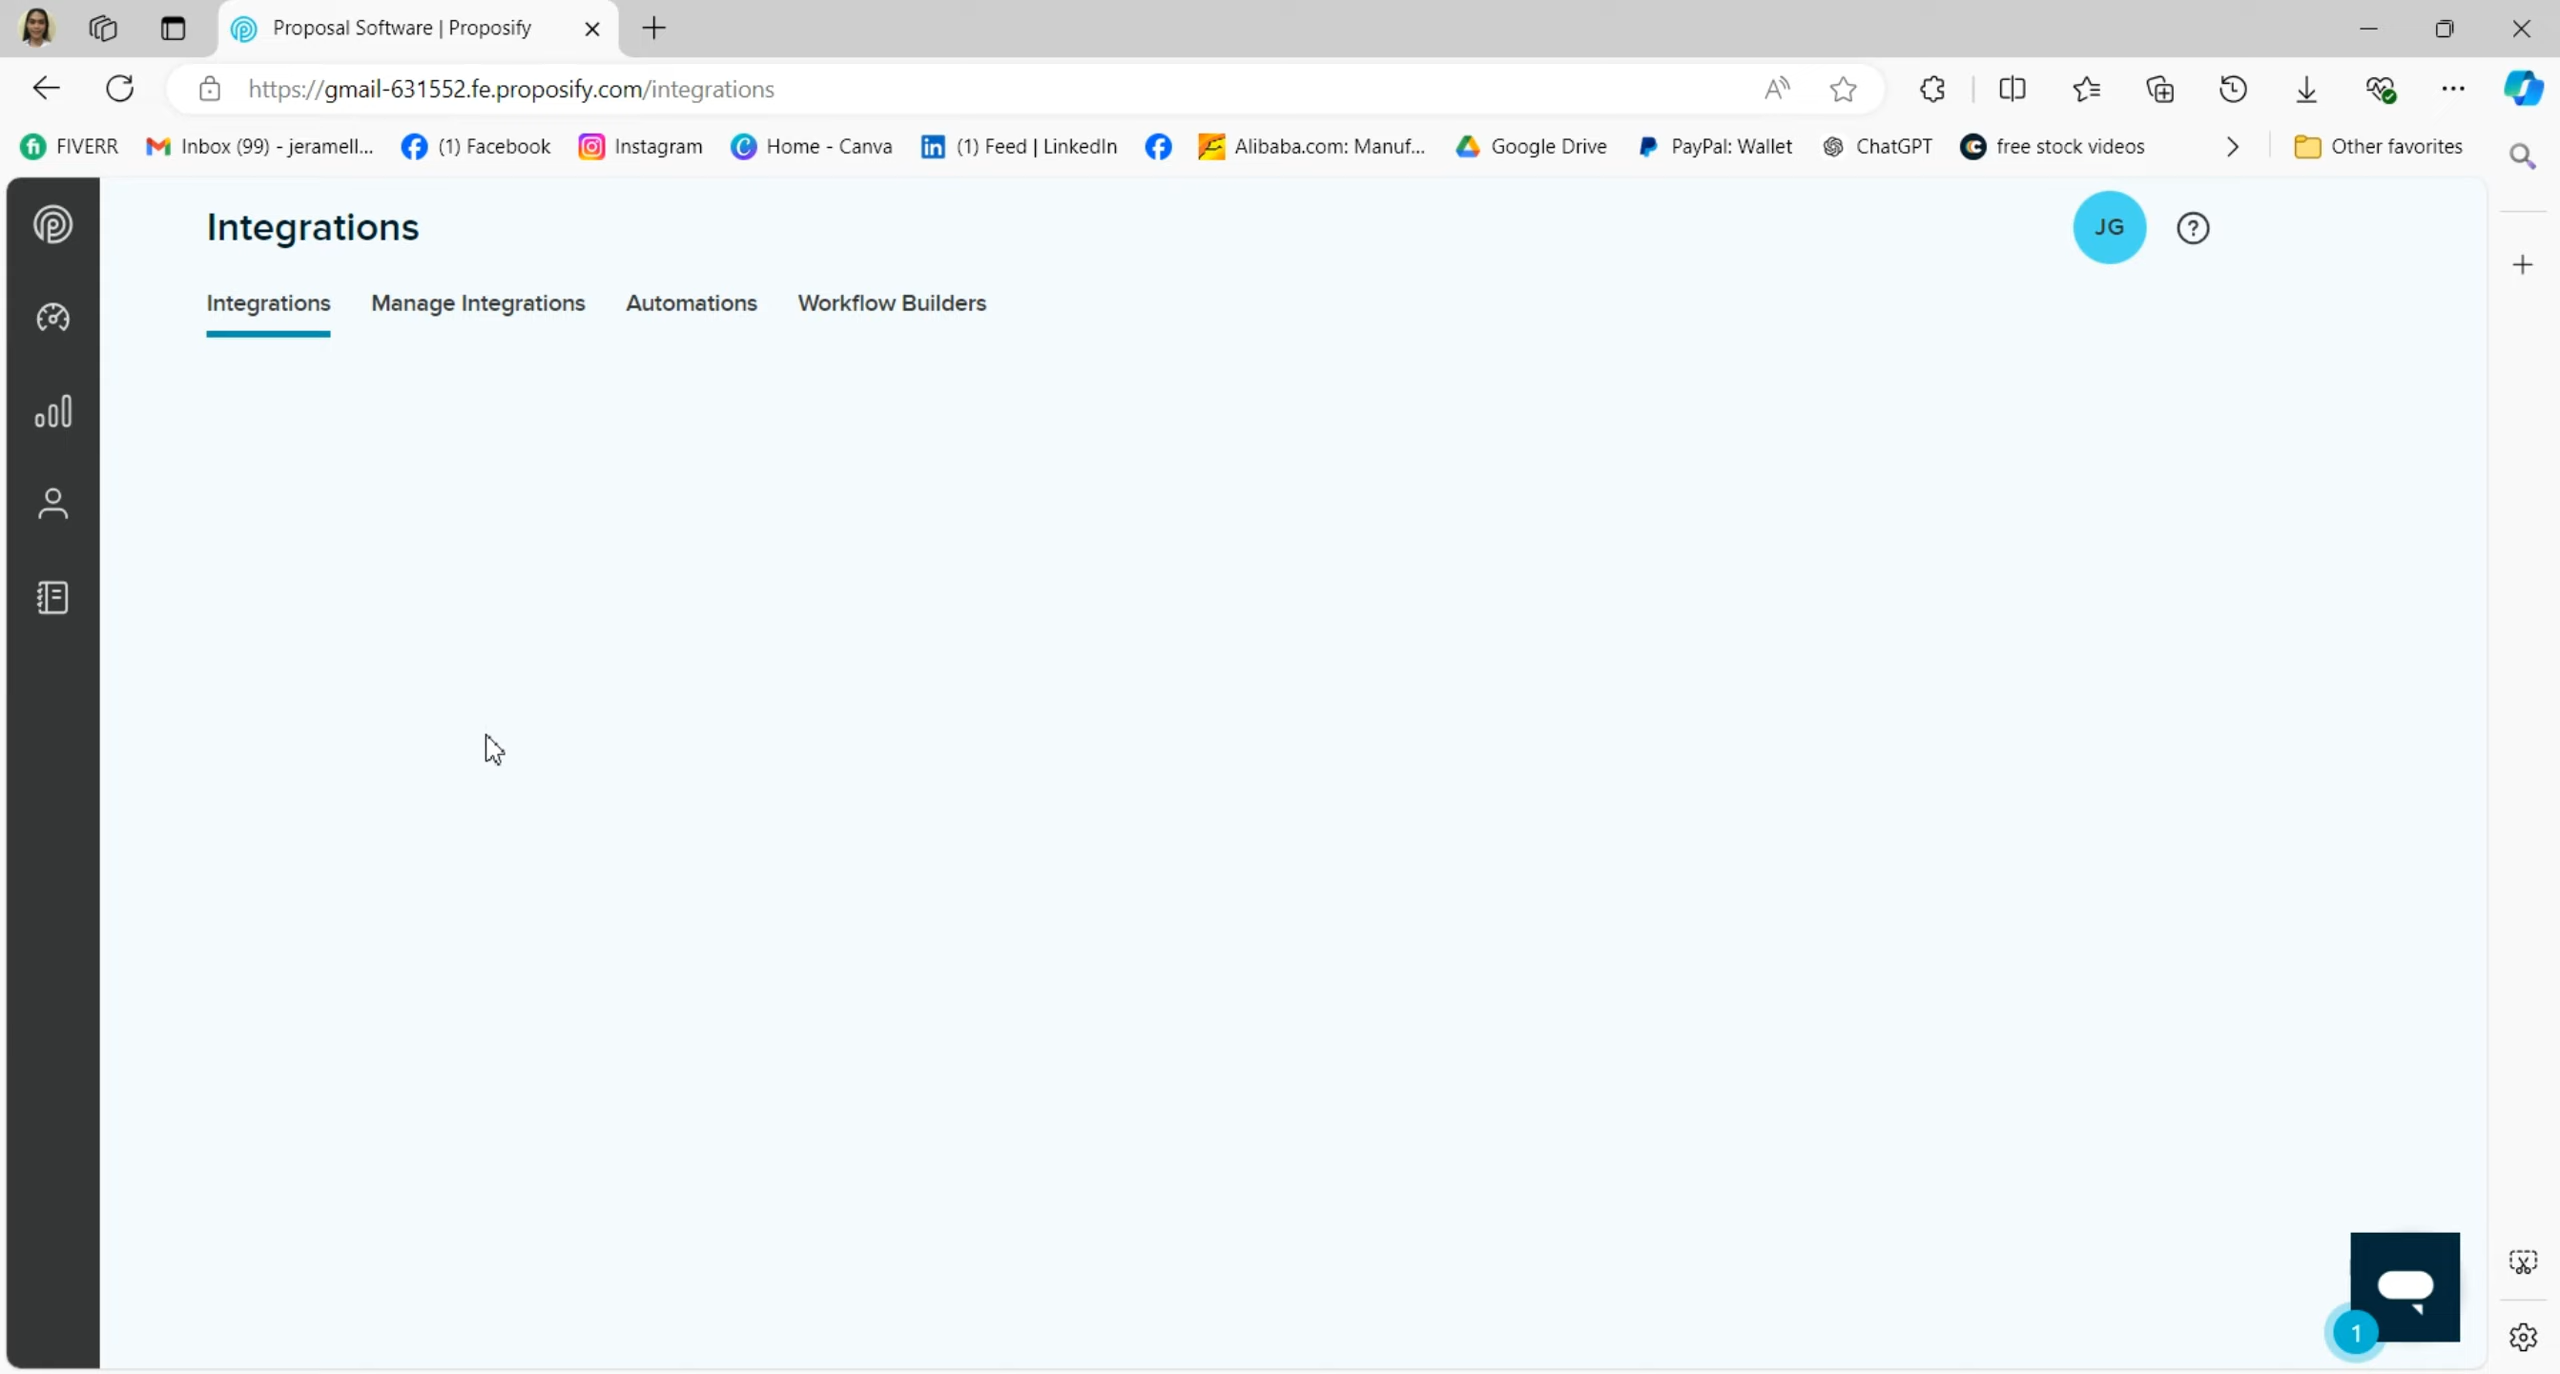 Proposal Software | Proposify
https://gmail-631552.fe.proposify.com/integrations
FIVERR Inbox (99) - jeramell... (1) Facebook Instagram Home - Canva (1) Feed | LinkedIn Alibaba.com: Manuf... Google Drive PayPal: Wallet ChatGPT free stock videos Other favorites
Integrations
JG
Integrations Manage Integrations Automations Workflow Builders
1